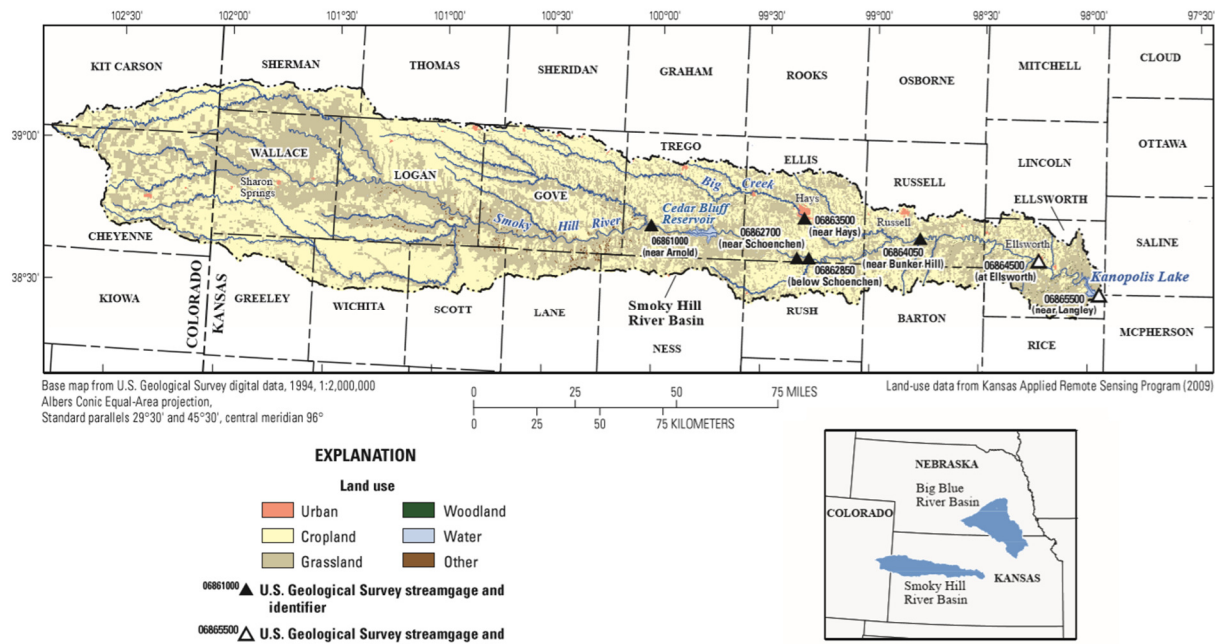 102°30' 102°00' 101°30' 101°00' 100°30' 100°00' 99°30' 99°00' 98°30' 98°00' 97°30'
KIT CARSON
SHERMAN
THOMAS
SHERIDAN
GRAHAM
ROOKS
OSBORNE
MITCHELL
CLOUD
39°00'
38°30'
WALLACE
Sharon
Springs
LOGAN
GOVE
TREGO
ELLIS
RUSSELL
LINCOLN
OTTAWA
ELLSWORTH
SALINE
Big Creek
Hays
Russell
Ellsworth
Smoky Hill River
Cedar Bluff
Reservoir
Kanopolis Lake
06861000
(near Arnold)
06862700
(near Schoenchen)
06863500
(near Hays)
06862850
(below Schoenchen)
06864050
(near Bunker Hill)
06864500
(at Ellsworth)
06865500
(near Langley)
CHEYENNE
KIOWA
COLORADO
KANSAS
GREELEY
WICHITA
SCOTT
LANE
Smoky Hill
River Basin
NESS
RUSH
BARTON
RICE
MCPHERSON
Base map from U.S. Geological Survey digital data, 1994, 1:2,000,000
Albers Conic Equal-Area projection,
Standard parallels 29°30' and 45°30', central meridian 96°
0 25 50 75 MILES
0 25 50 75 KILOMETERS
Land-use data from Kansas Applied Remote Sensing Program (2009)
EXPLANATION
Land use
Urban
Cropland
Grassland
Woodland
Water
Other
06861000 U.S. Geological Survey streamgage and
identifier
06865500 U.S. Geological Survey streamgage and
NEBRASKA
Big Blue
River Basin
COLORADO
KANSAS
Smoky Hill
River Basin